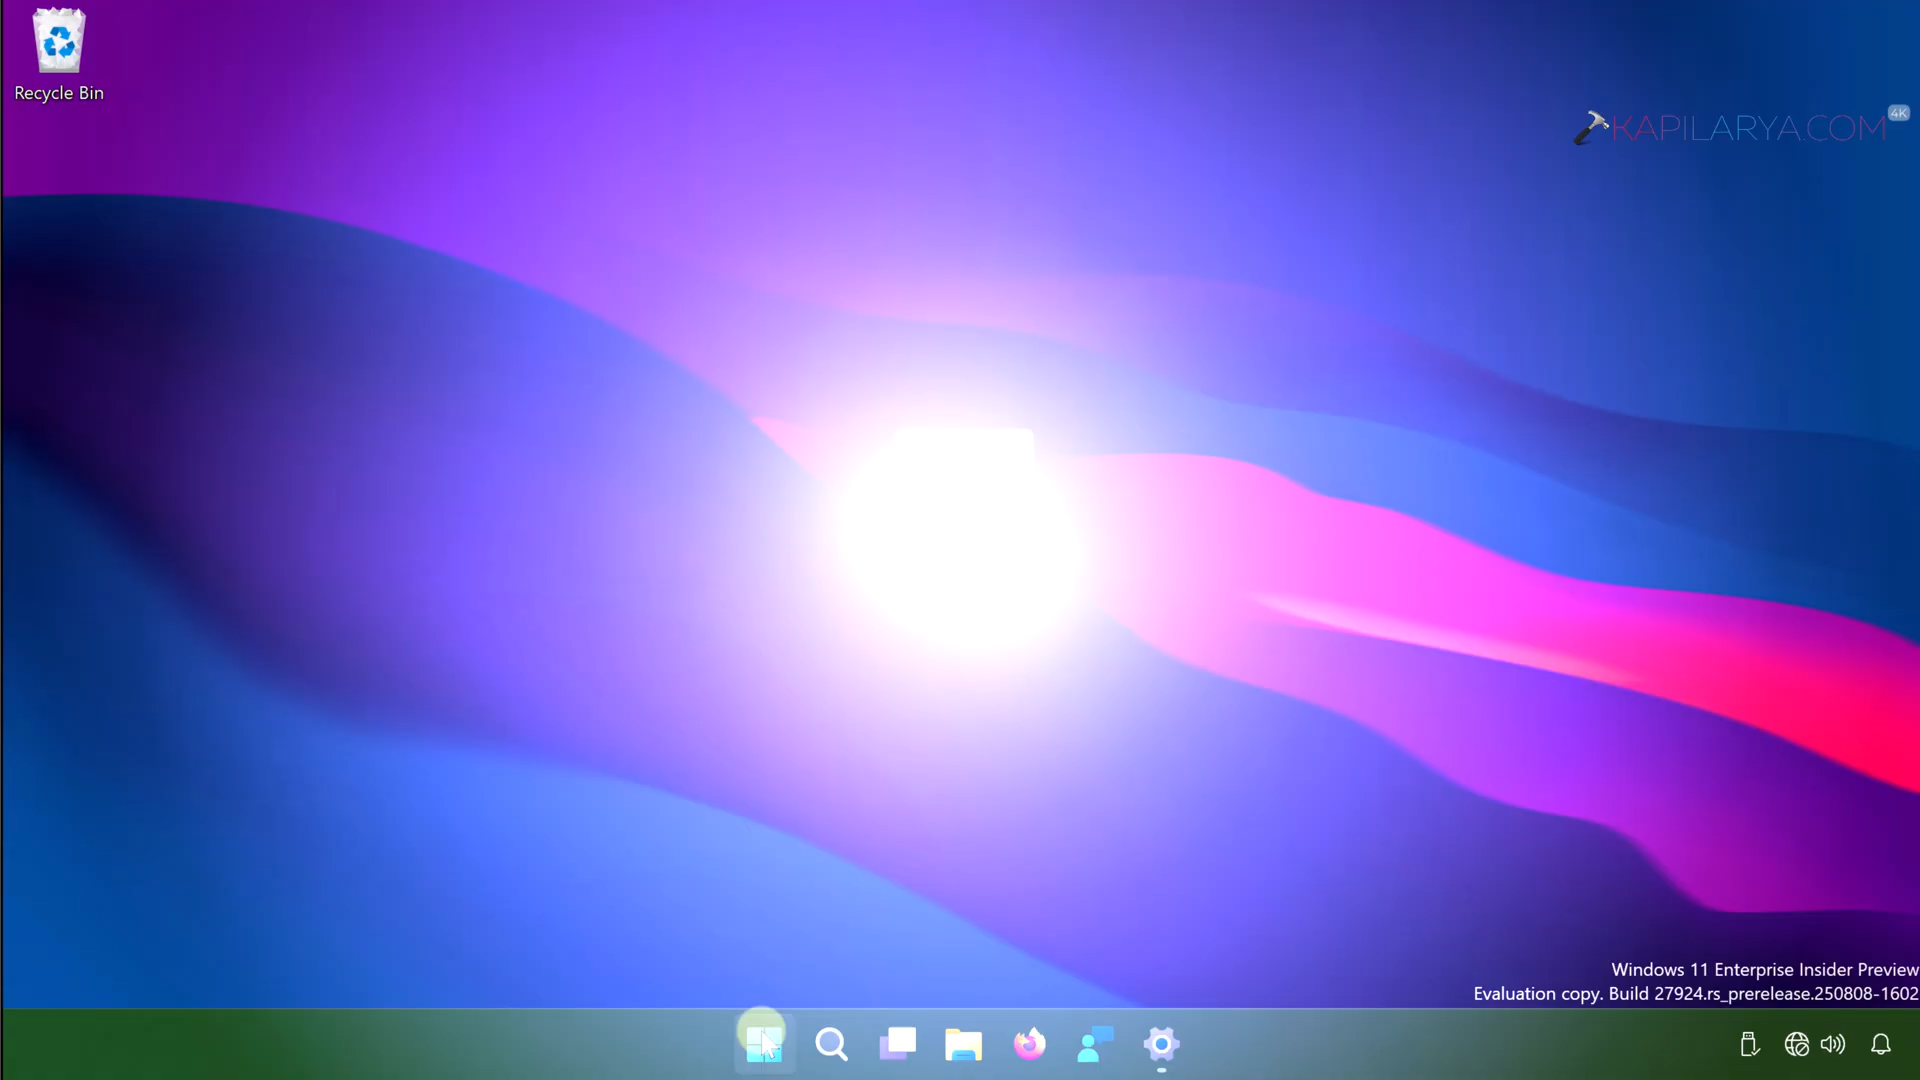 Recycle Bin
KAPILARYA.COM
4K
Windows 11 Enterprise Insider Preview
Evaluation copy. Build 27924.rs_prerelease.250808-1602